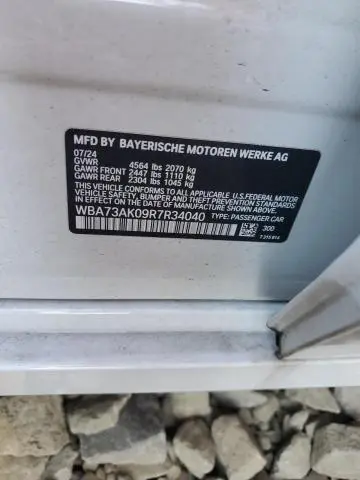 MFD BY BAYERISCHE MOTOREN WERKE AG
07/24
GVWR 4564 lbs 2070 kg
GAWR FRONT 2447 lbs 1110 kg
GAWR REAR 2304 lbs 1045 kg
THIS VEHICLE CONFORMS TO ALL APPLICABLE U.S.FEDERAL MOTOR
VEHICLE SAFETY, BUMPER AND THEFT PREVENTION STANDARDS
IN EFFECT ON THE DATE OF MANUFACTURE SHOWN ABOVE.
WBA73AK09R7R34040 TYPE: PASSENGER CAR
300